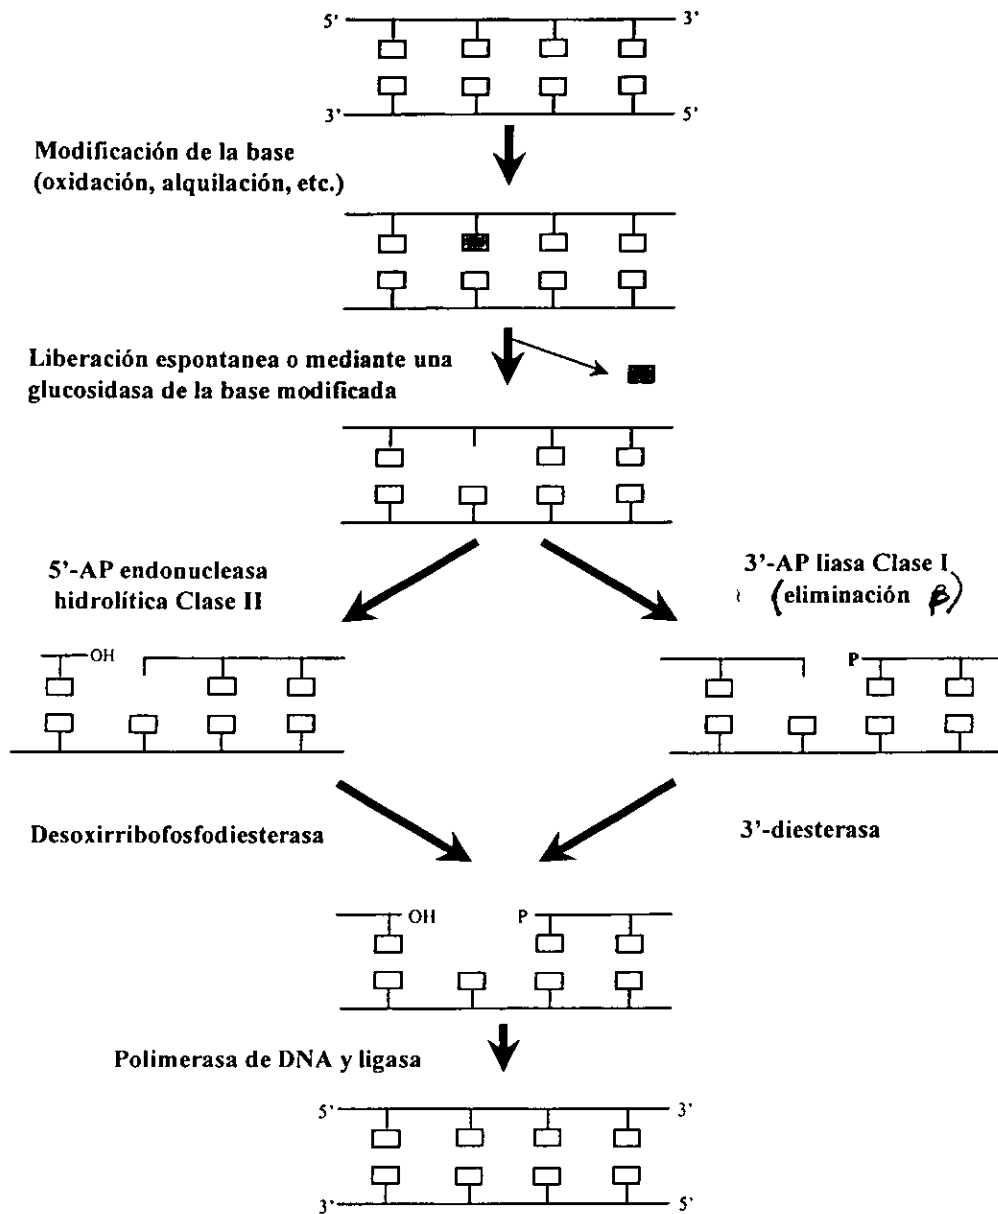 5' 3'
3' 5'
Modificación de la base
(oxidación, alquilación, etc.)
Liberación espontanea o mediante una
glucosidasa de la base modificada
5'-AP endonucleasa
hidrolítica Clase II
3'-AP liasa Clase I
(eliminación β)
OH
P
Desoxirribofosfodiesterasa
3'-diesterasa
OH P
Polimerasa de DNA y ligasa
5' 3'
3' 5'